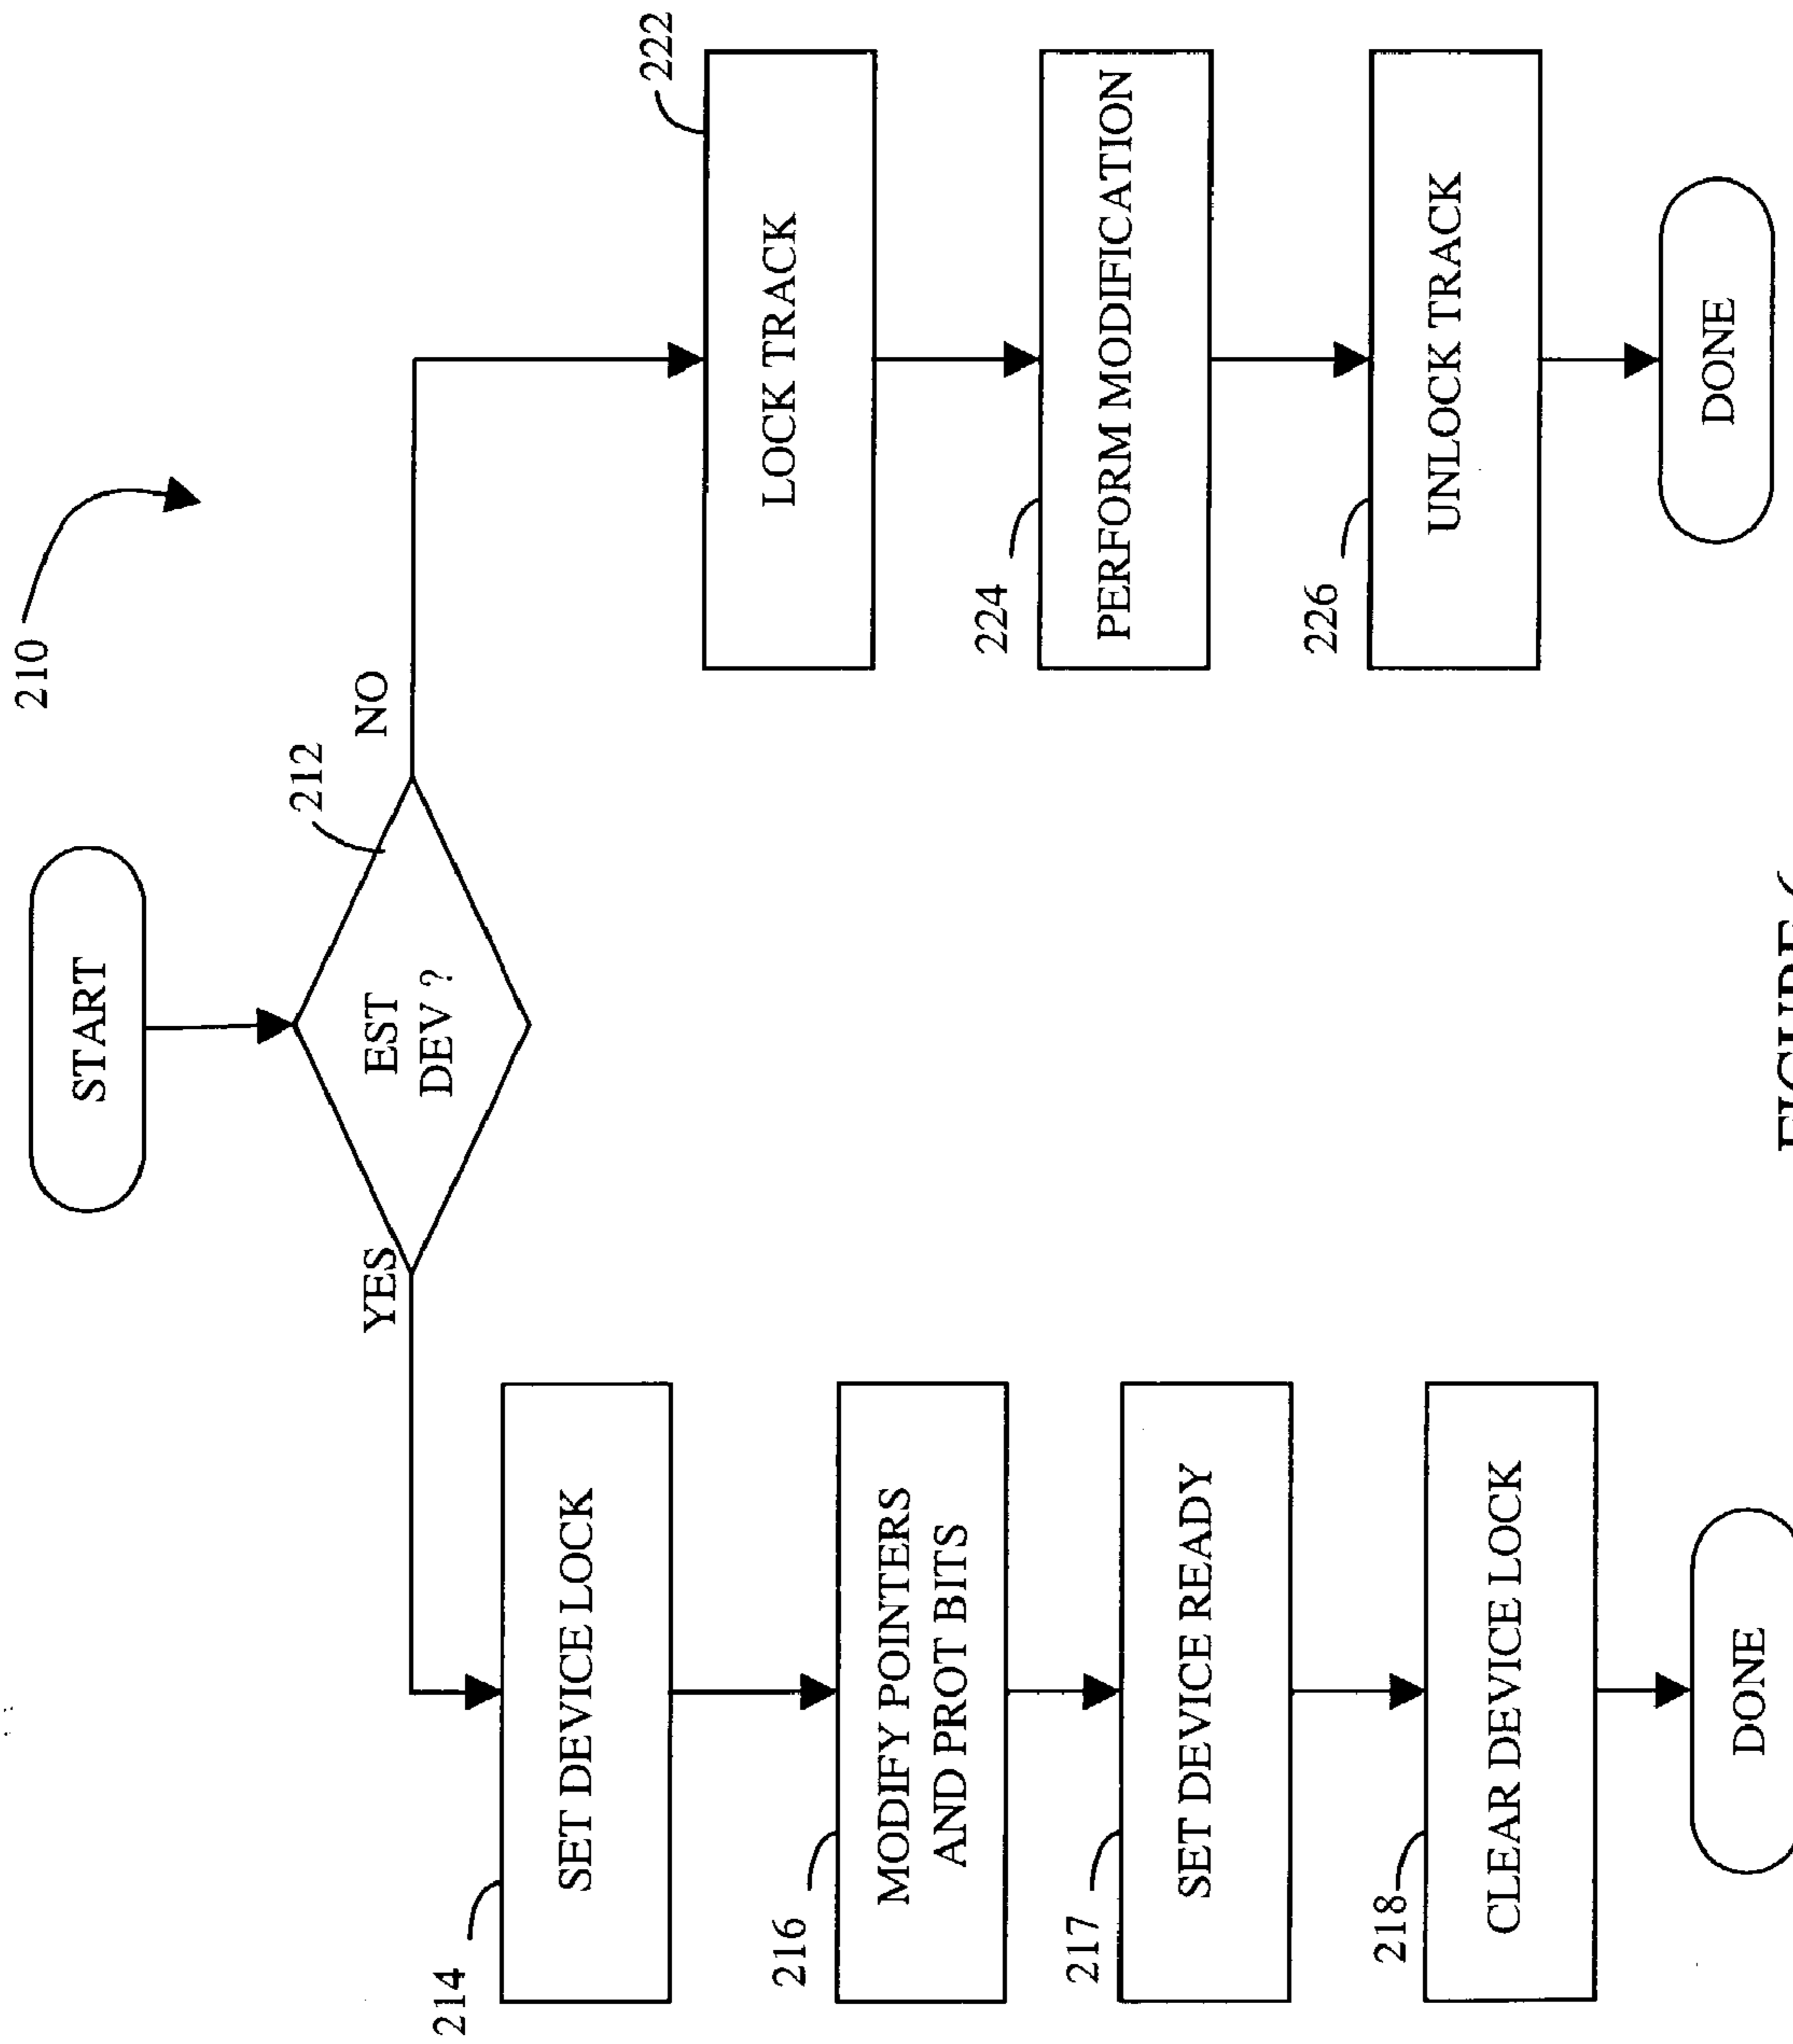 210
START
212
EST
DEV ?
YES
NO
214
SET DEVICE LOCK
216
MODIFY POINTERS
AND PROT BITS
217
SET DEVICE READY
218
CLEAR DEVICE LOCK
DONE
222
LOCK TRACK
224
PERFORM MODIFICATION
226
UNLOCK TRACK
DONE
FIGURE